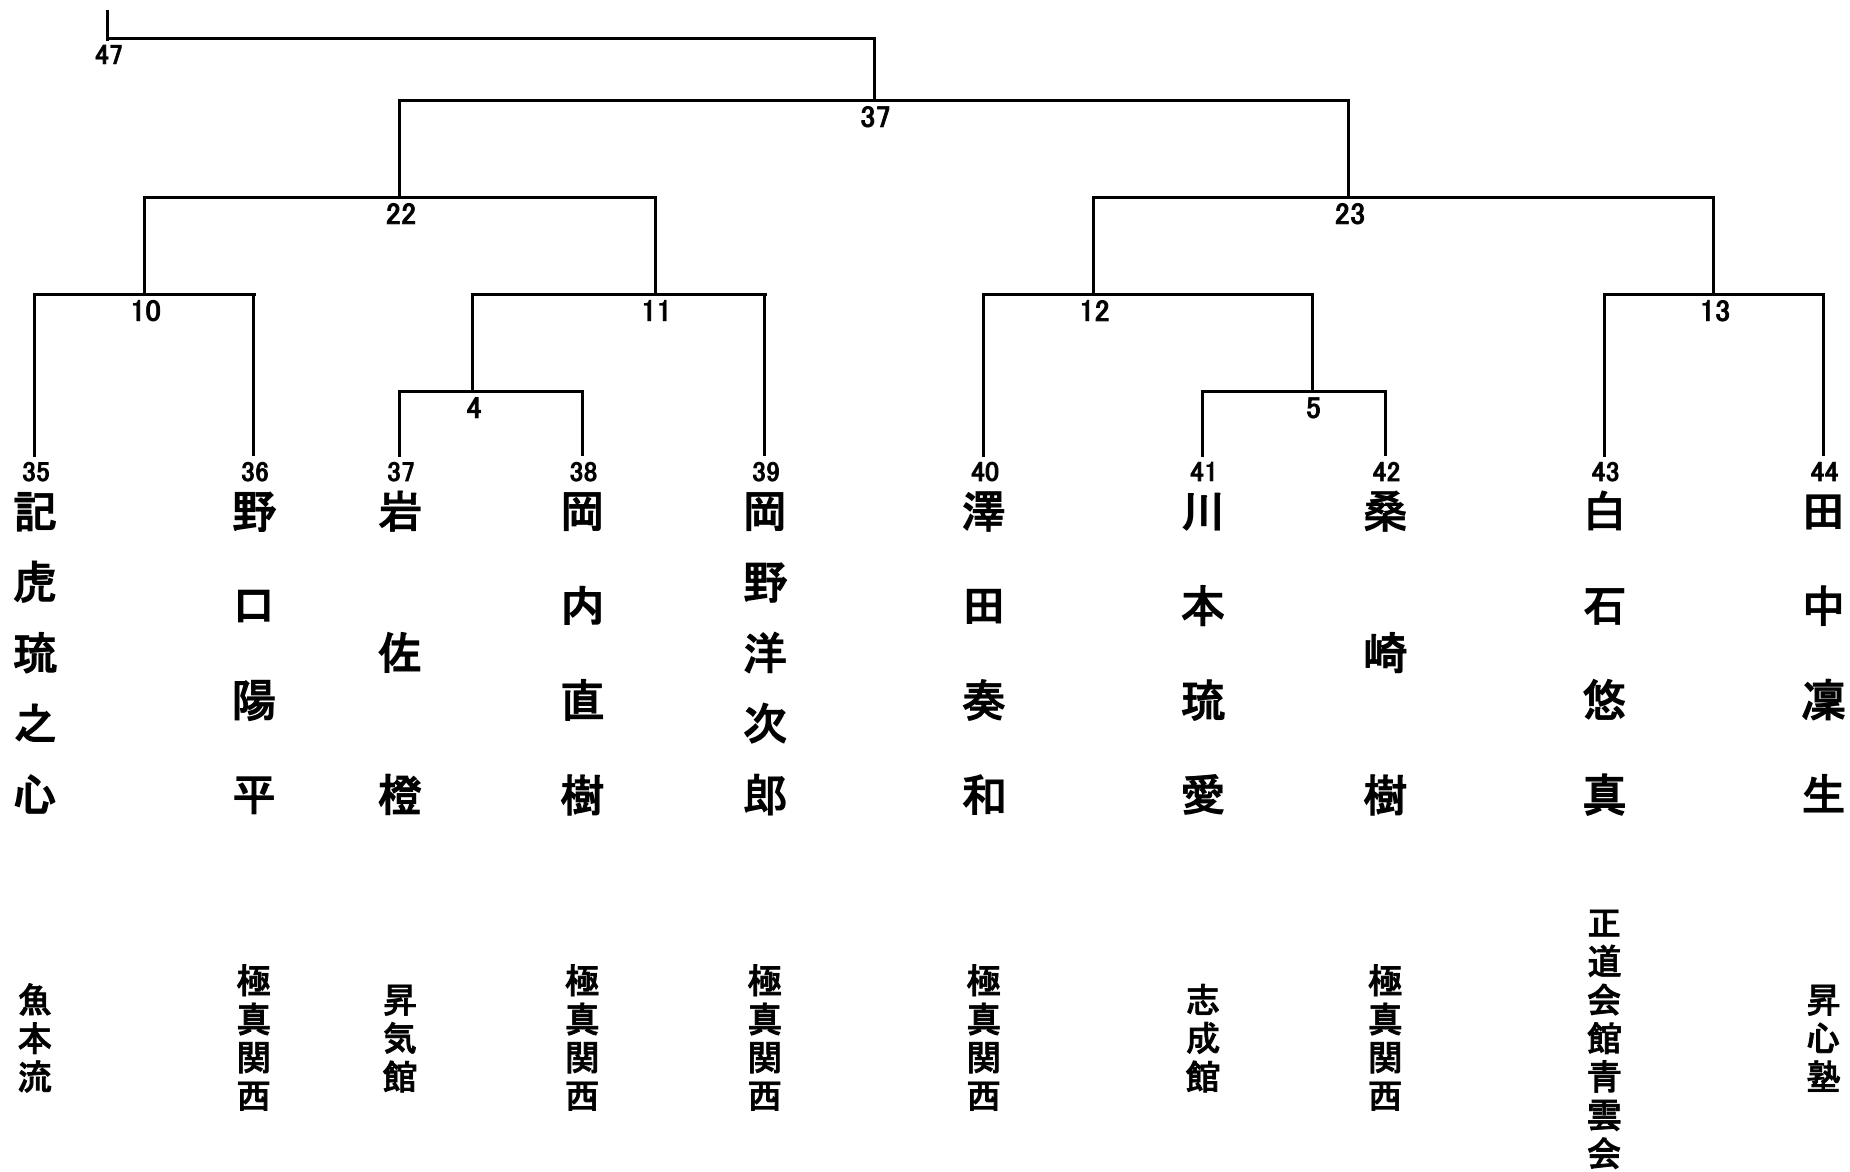 47
37
22
23
10
11
12
13
4
5
35
36
37
38
39
40
41
42
43
44
記虎琉之心
野口陽平
岩佐橙
岡内直樹
岡野洋次郎
澤田奏和
川本琉愛
桑崎樹
白石悠真
田中凜生
魚本流
極真関西
昇気館
極真関西
極真関西
極真関西
志成館
極真関西
正道会館青雲会
昇心塾